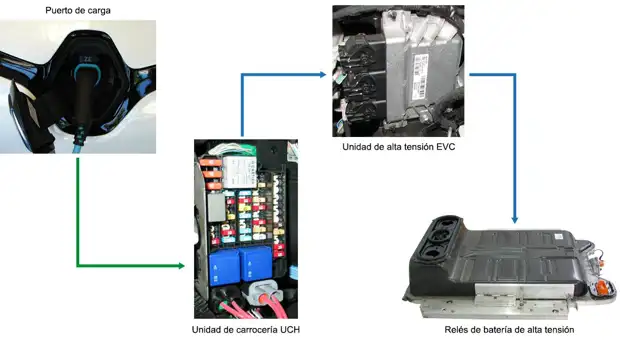 Puerto de carga
Unidad de alta tensión EVC
Unidad de carrocería UCH
Relés de batería de alta tensión